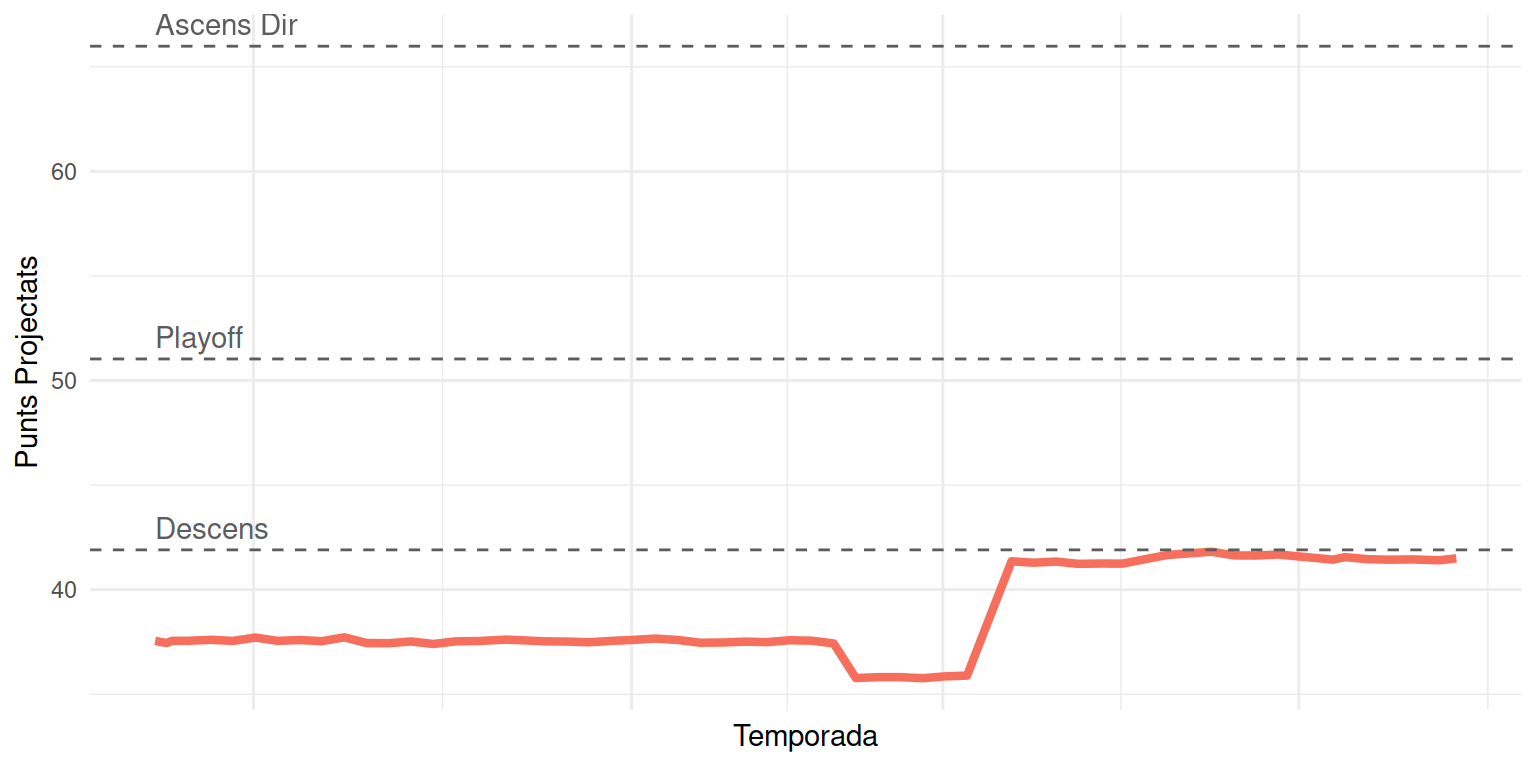 Ascens Dir
60
Playoff
50
Descens
40
Punts Projectats
Temporada